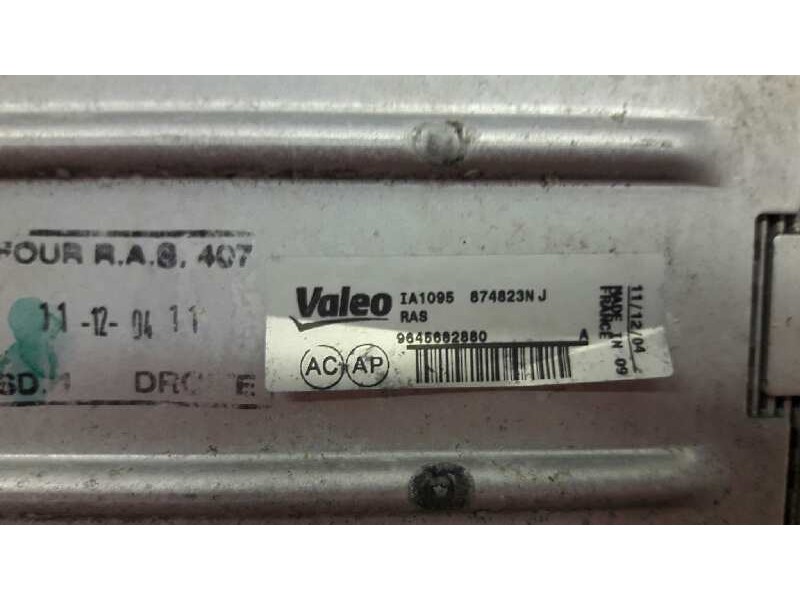 FOUR R.A.S. 407
11-12-04 11
DROITE
Valeo
IA1095 874823N J
RAS
9645682880 A
AC AP
11/12/04
MADE IN 09
FRANCE